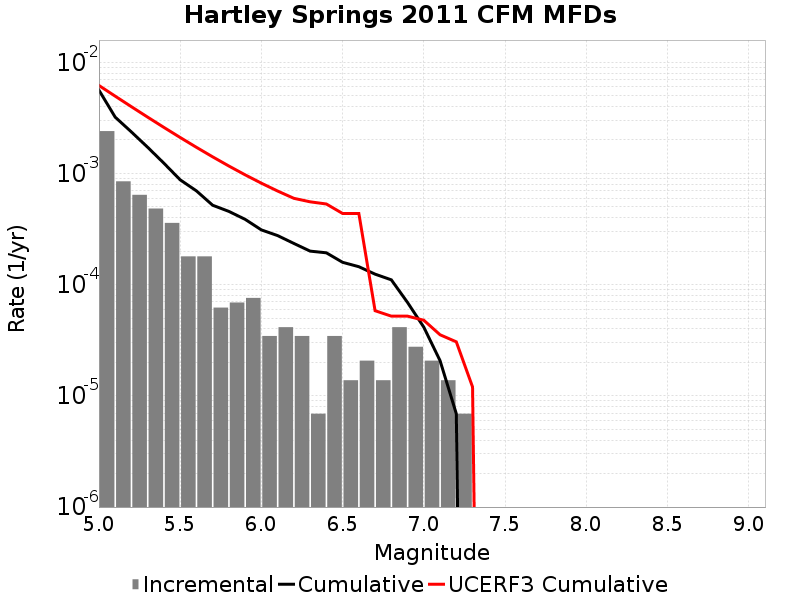 Hartley Springs 2011 CFM MFDs
10-2
10-3
10-4
10-5
10-6
Rate (1/yr)
5.0 5.5 6.0 6.5 7.0 7.5 8.0 8.5 9.0
Magnitude
Incremental Cumulative UCERF3 Cumulative